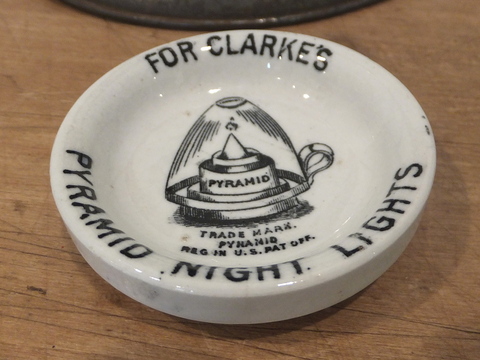 FOR CLARKE'S
PYRAMID
TRADE MARK.
PYRAMID
REG IN U.S. PAT OFF.
PYRAMID NIGHT LIGHTS